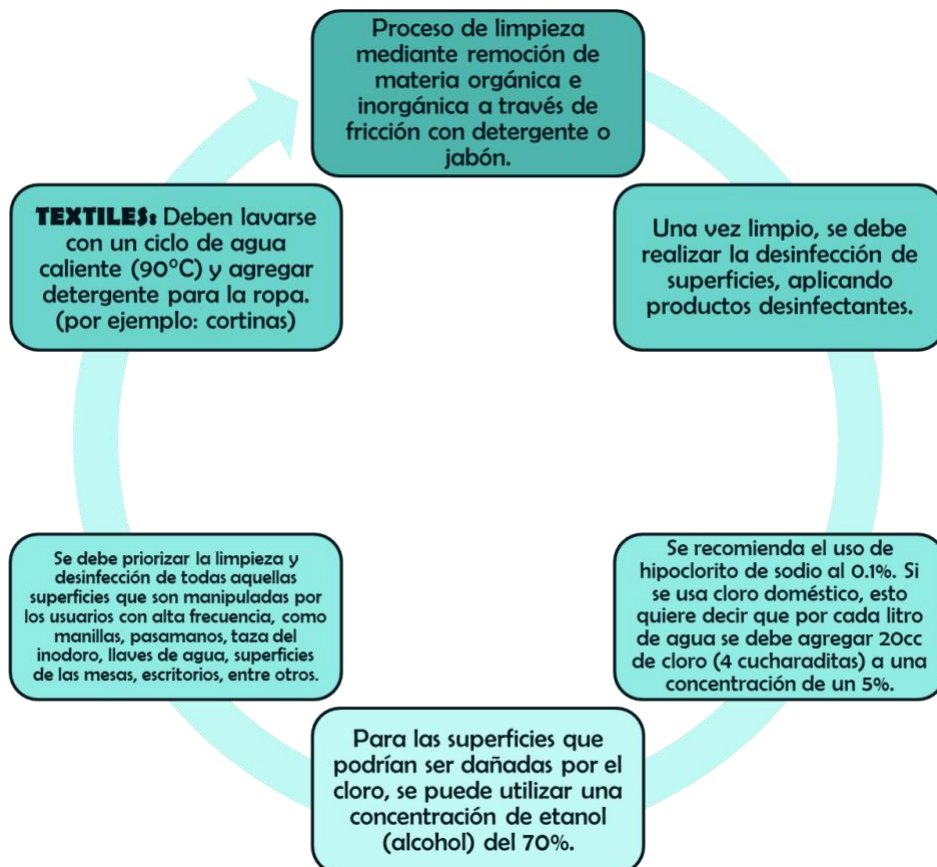 Proceso de limpieza
mediante remoción de
materia orgánica e
inorgánica a través de
fricción con detergente o
jabón.
Una vez limpio, se debe
realizar la desinfección de
superficies, aplicando
productos desinfectantes.
Se recomienda el uso de
hipoclorito de sodio al 0.1%. Si
se usa cloro doméstico, esto
quiere decir que por cada litro
de agua se debe agregar 20cc
de cloro (4 cucharaditas) a una
concentración de un 5%.
Para las superficies que
podrían ser dañadas por el
cloro, se puede utilizar una
concentración de etanol
(alcohol) del 70%.
Se debe priorizar la limpieza y
desinfección de todas aquellas
superficies que son manipuladas por
los usuarios con alta frecuencia, como
manillas, pasamanos, taza del
inodoro, llaves de agua, superficies
de las mesas, escritorios, entre otros.
TEXTILES: Deben lavarse
con un ciclo de agua
caliente (90°C) y agregar
detergente para la ropa.
(por ejemplo: cortinas)